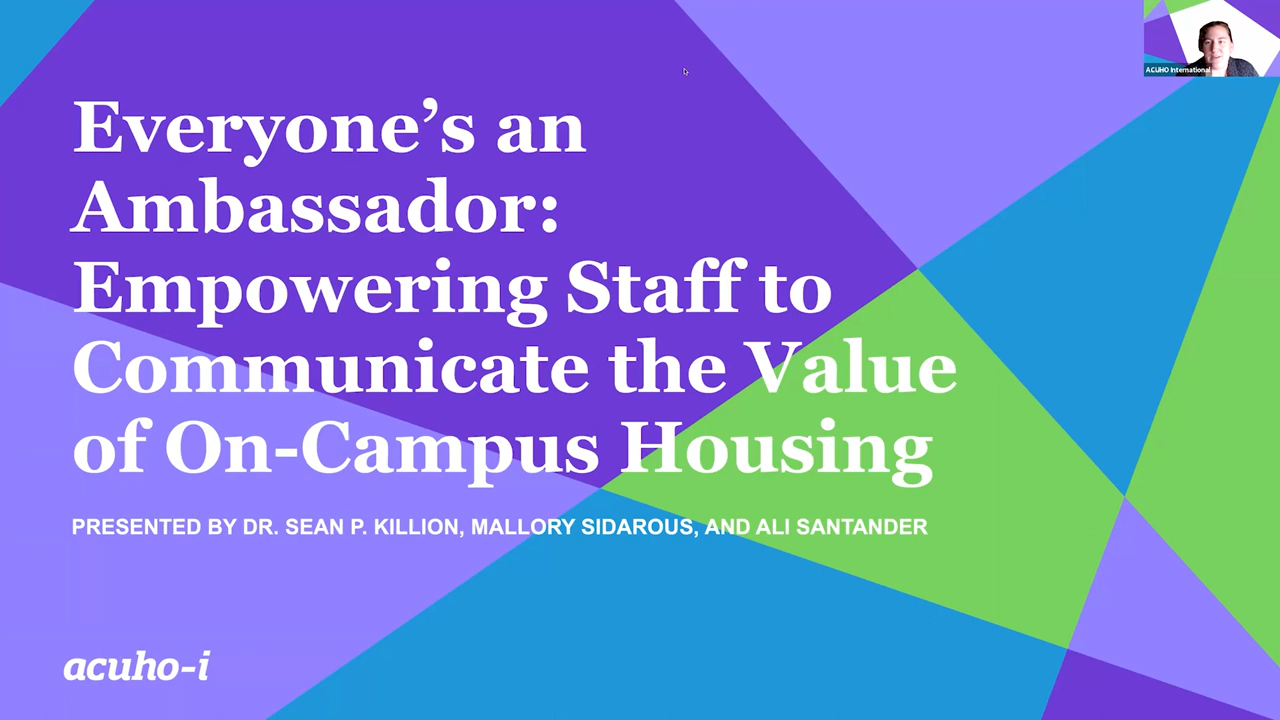 Everyone’s an
Ambassador:
Empowering Staff to
Communicate the Value
of On-Campus Housing
PRESENTED BY DR. SEAN P. KILLION, MALLORY SIDAROUS, AND ALI SANTANDER
acuho-i
ACUHO International